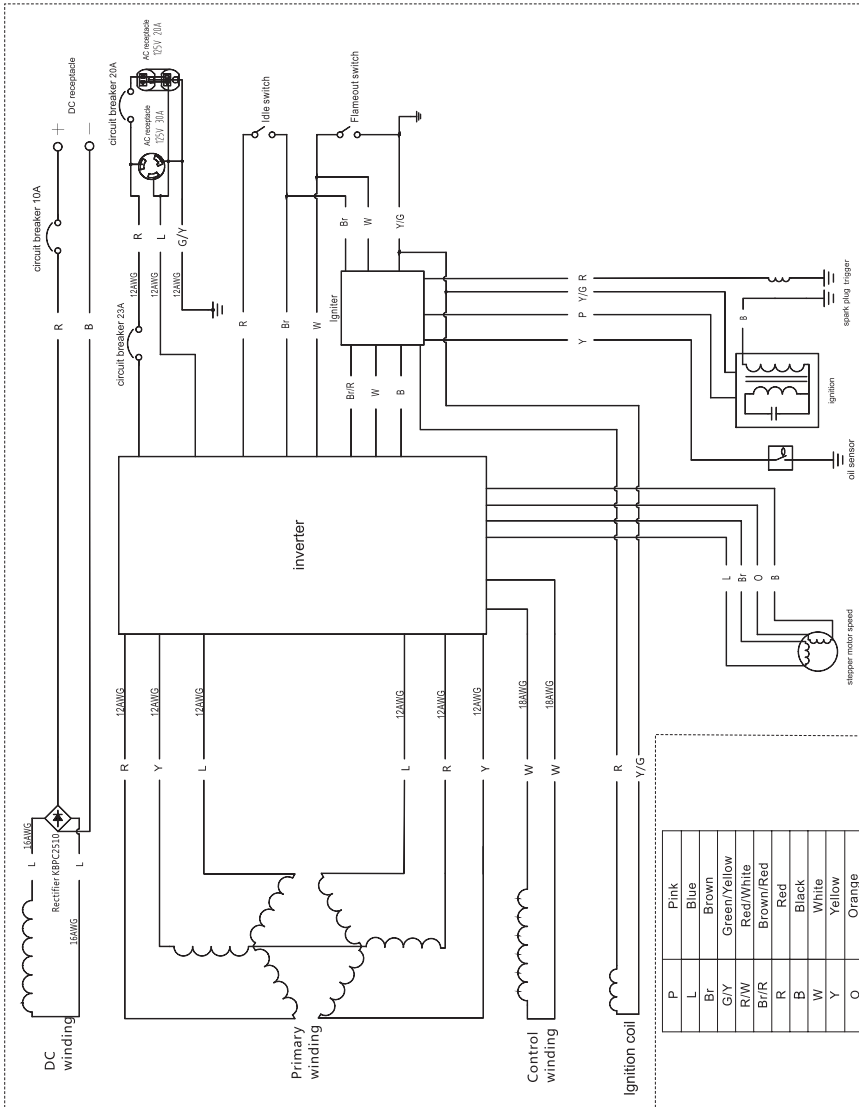 DC receptacle
+
−
circuit breaker 10A
R
B
16AWG
L
Rectifier KBPC2510
L
16AWG
DC
winding
circuit breaker 20A
AC receptacle
125V 20A
AC receptacle
125V 30A
R
L
G/Y
12AWG
12AWG
12AWG
circuit breaker 23A
Idle switch
Flameout switch
R
Br
W
Br
W
Y/G
Igniter
Br/R
W
B
R
Y/G
P
Y
spark plug trigger
B
ignition
oil sensor
inverter
12AWG
12AWG
12AWG
12AWG
12AWG
12AWG
18AWG
18AWG
R
Y
L
L
R
Y
W
W
R
Y/G
L
Br
O
B
stepper motor speed
Primary
winding
Control
winding
Ignition coil
P Pink
L Blue
Br Brown
G/Y Green/Yellow
R/W Red/White
Br/R Brown/Red
R Red
B Black
W White
Y Yellow
O Orange